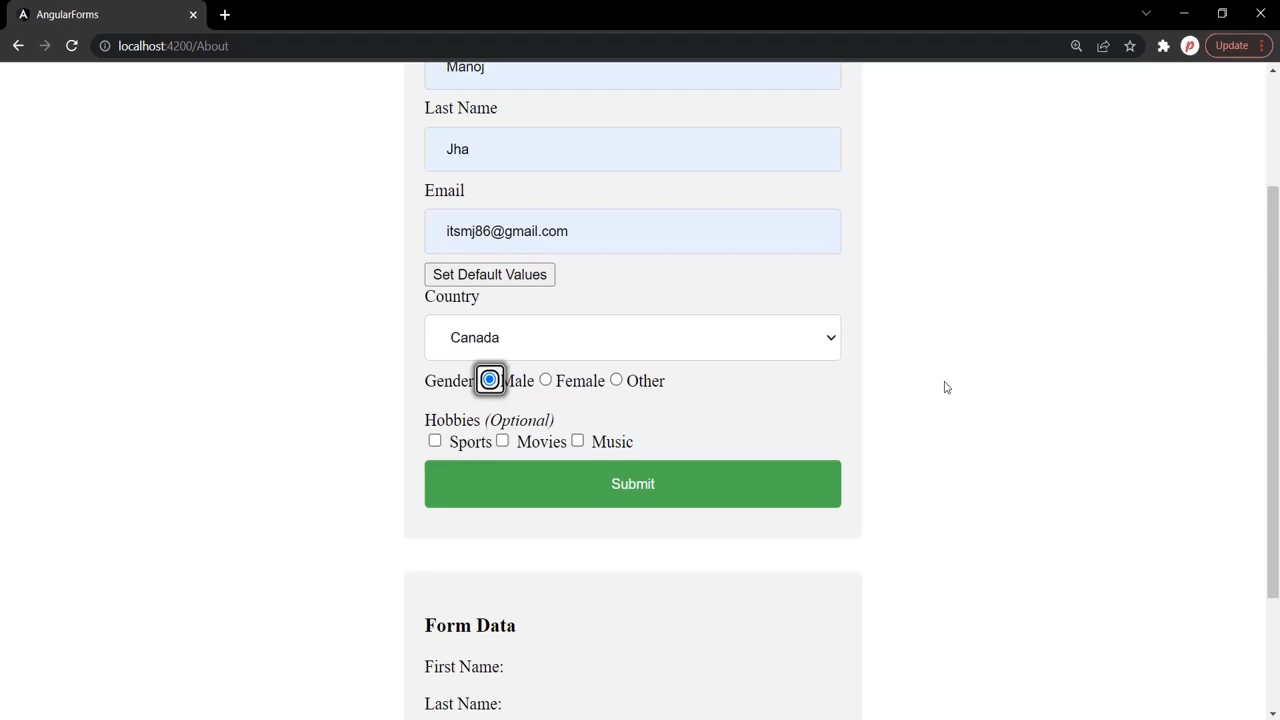 AngularForms
localhost:4200/About
Update
Manoj
Last Name
Jha
Email
itsmj86@gmail.com
Set Default Values
Country
Canada
Gender Male Female Other
Hobbies (Optional)
Sports Movies Music
Submit
Form Data
First Name:
Last Name: